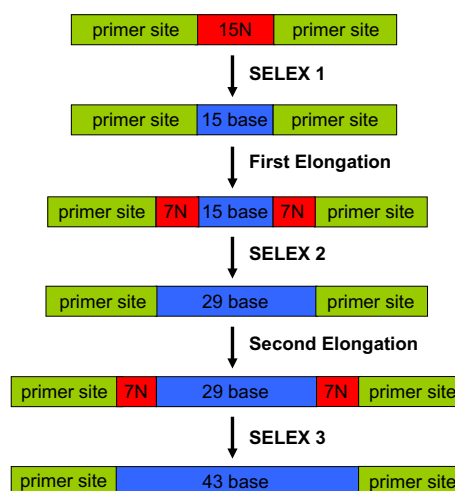 primer site 15N primer site
SELEX 1
primer site 15 base primer site
First Elongation
primer site 7N 15 base 7N primer site
SELEX 2
primer site 29 base primer site
Second Elongation
primer site 7N 29 base 7N primer site
SELEX 3
primer site 43 base primer site